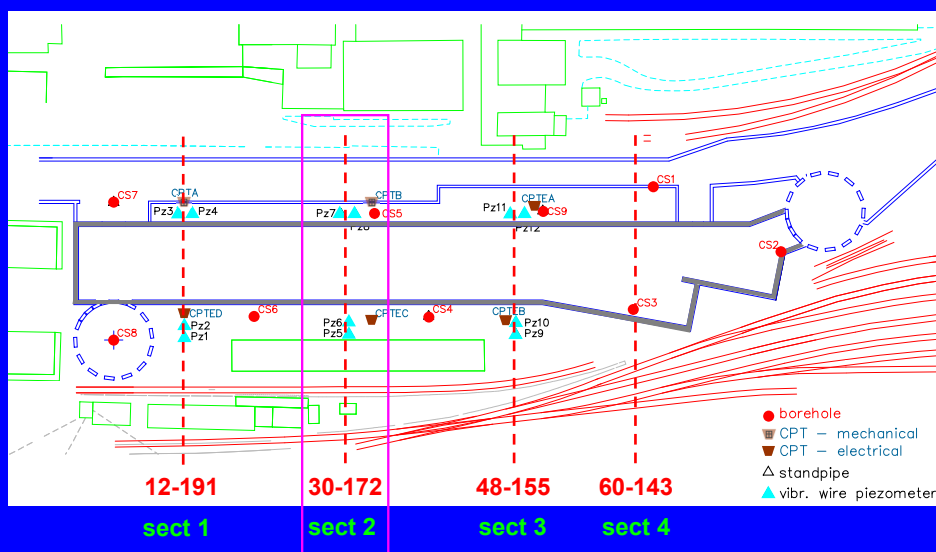 CS1
CS7
CPTA
CPTB
CPTEA
Pz3
Pz4
Pz7
Pz8
CS5
Pz11
CS9
Pz12
CS2
CS3
CPTED
CS6
CS4
CPTEC
CPTEB
Pz2
Pz1
Pz6
Pz5
Pz10
Pz9
CS8
borehole
CPT – mechanical
CPT – electrical
standpipe
vibr. wire piezometer
12-191
30-172
48-155
60-143
sect 1
sect 2
sect 3
sect 4